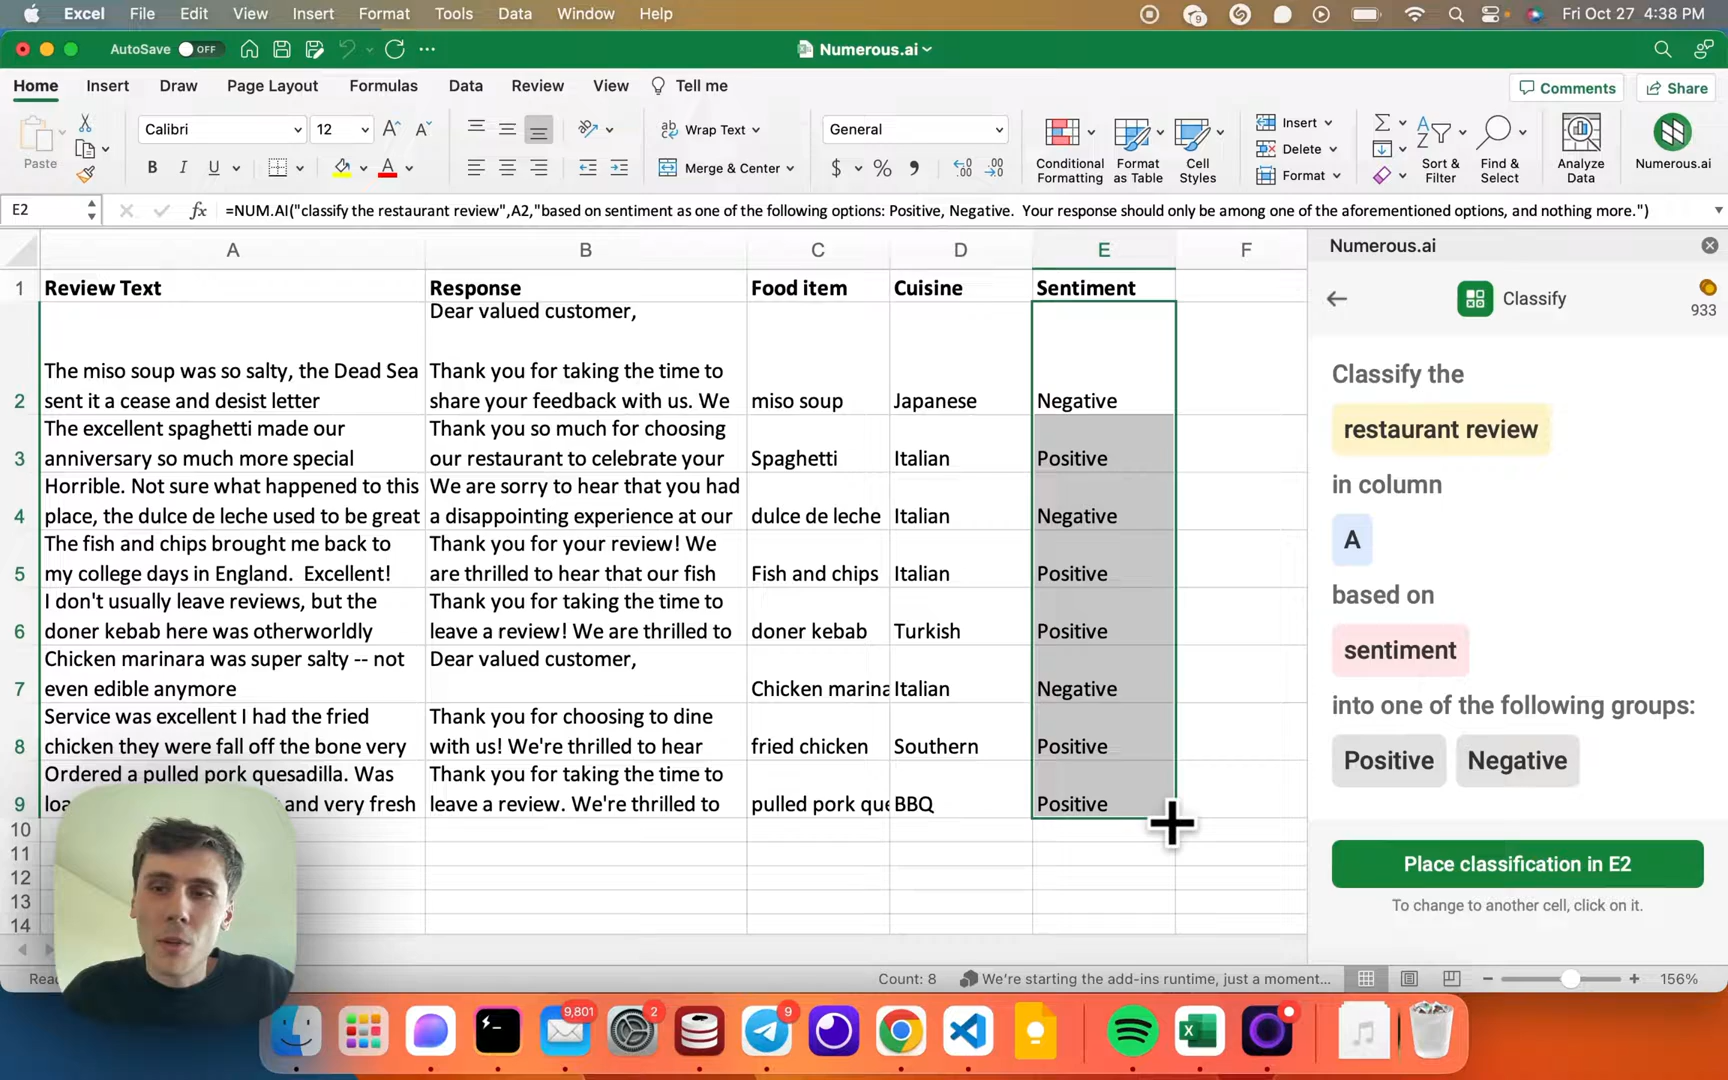 Excel File Edit View Insert Format Tools Data Window Help
9
Fri Oct 27 4:38 PM
AutoSave OFF
Numerous.ai
Home Insert Draw Page Layout Formulas Data Review View Tell me
Comments
Share
Paste
Calibri
12
B I U
ab
Wrap Text
Merge & Center
General
$ %
Conditional
Formatting
Format
as Table
Cell
Styles
Insert
Delete
Format
Sort &
Filter
Find &
Select
Analyze
Data
Numerous.ai
E2
fx
=NUM.AI("classify the restaurant review",A2,"based on sentiment as one of the following options: Positive, Negative.  Your response should only be among one of the aforementioned options, and nothing more.")
A B C D E F
1 Review Text Response Food item Cuisine Sentiment
Dear valued customer,
The miso soup was so salty, the Dead Sea Thank you for taking the time to
2 sent it a cease and desist letter share your feedback with us. We miso soup Japanese Negative
The excellent spaghetti made our Thank you so much for choosing
3 anniversary so much more special our restaurant to celebrate your Spaghetti Italian Positive
Horrible. Not sure what happened to this We are sorry to hear that you had
4 place, the dulce de leche used to be great a disappointing experience at our dulce de leche Italian Negative
The fish and chips brought me back to Thank you for your review! We
5 my college days in England.  Excellent! are thrilled to hear that our fish Fish and chips Italian Positive
I don't usually leave reviews, but the Thank you for taking the time to
6 doner kebab here was otherworldly leave a review! We are thrilled to doner kebab Turkish Positive
Chicken marinara was super salty -- not Dear valued customer,
7 even edible anymore Chicken marina Italian Negative
Service was excellent I had the fried Thank you for choosing to dine
8 chicken they were fall off the bone very with us! We're thrilled to hear fried chicken Southern Positive
Ordered a pulled pork quesadilla. Was Thank you for taking the time to
9 loa and very fresh leave a review. We're thrilled to pulled pork que BBQ Positive
10
11
12
13
14
Numerous.ai
Classify
933
Classify the
restaurant review
in column
A
based on
sentiment
into one of the following groups:
Positive Negative
Place classification in E2
To change to another cell, click on it.
Count: 8
We're starting the add-ins runtime, just a moment...
156%
9,801
2
9